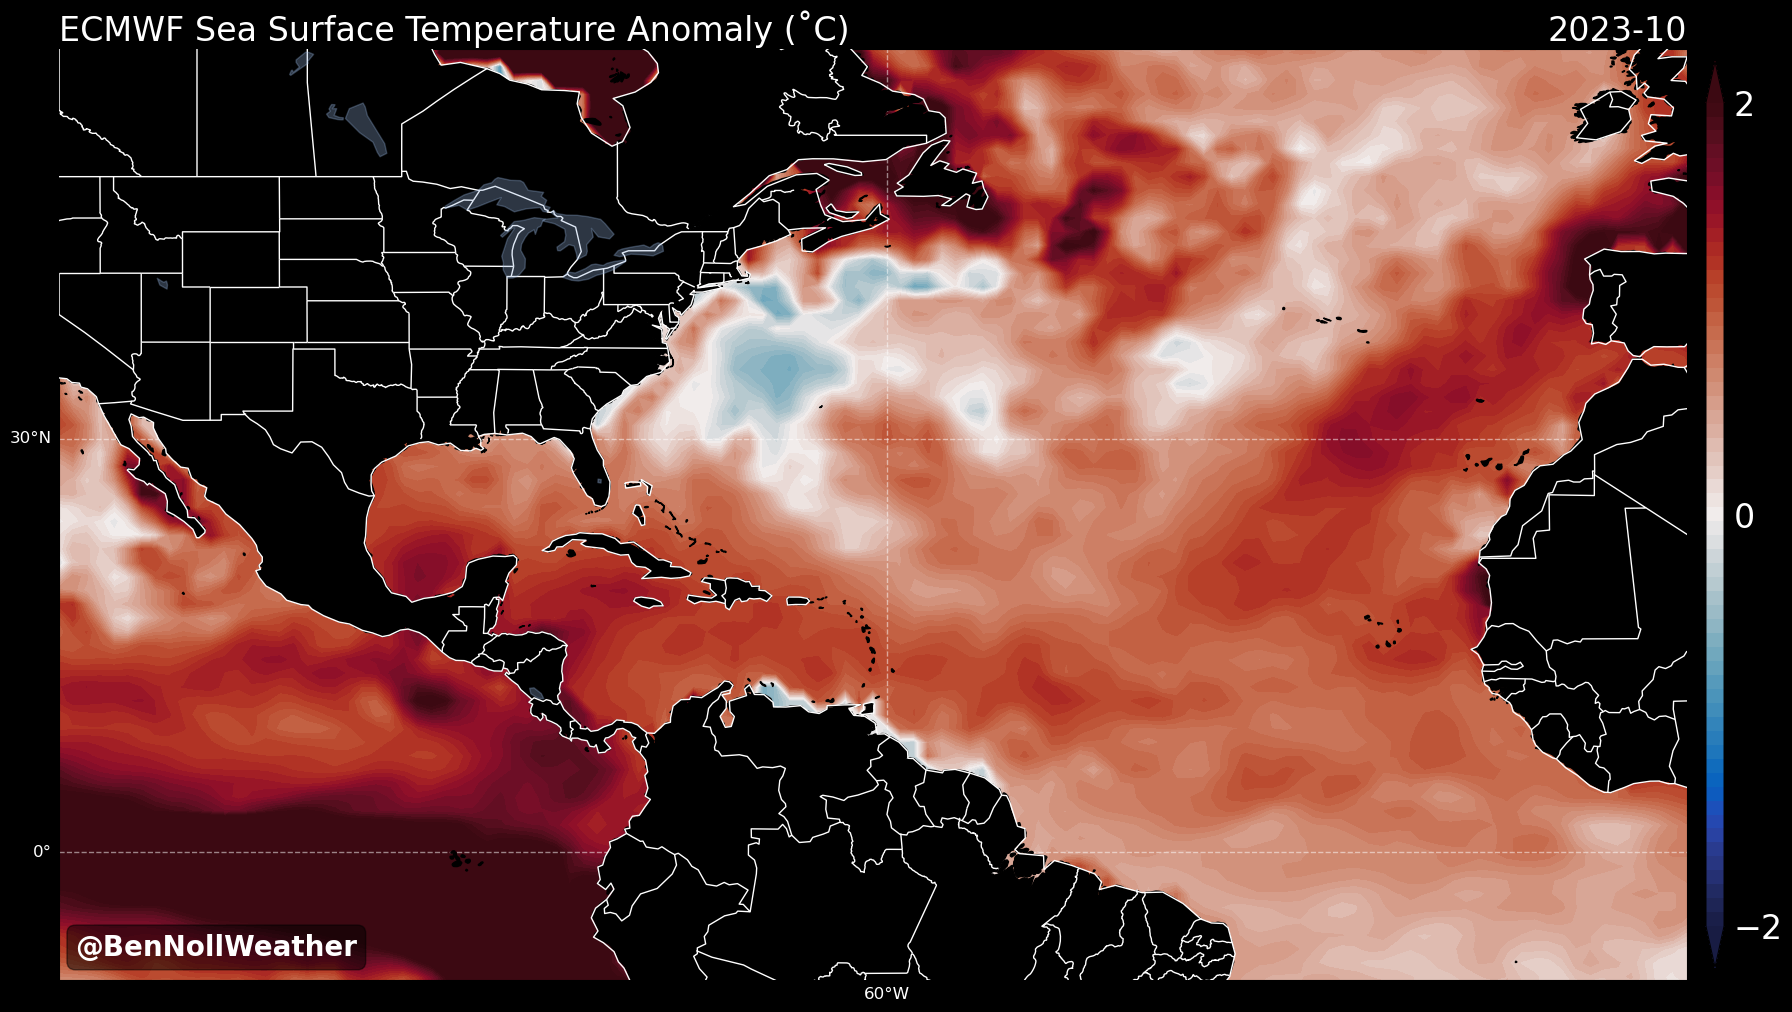 ECMWF Sea Surface Temperature Anomaly (˚C)
2023-10
2
30°N
0
0°
−2
@BenNollWeather
60°W